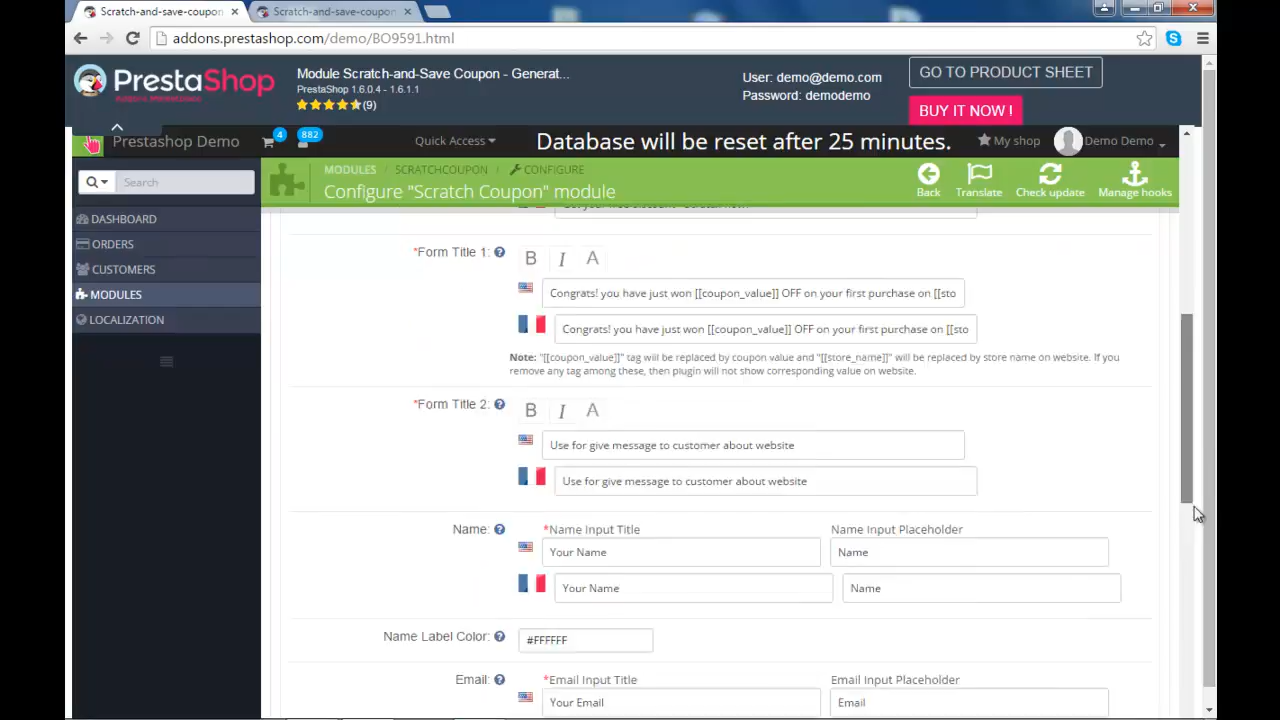 Scratch-and-save-coupon
Scratch-and-save-coupon
addons.prestashop.com/demo/BO9591.html
PrestaShop
Addons Marketplace
Module Scratch-and-Save Coupon - Generat...
PrestaShop 1.6.0.4 - 1.6.1.1
(9)
User: demo@demo.com
Password: demodemo
GO TO PRODUCT SHEET
BUY IT NOW !
Prestashop Demo
4
882
Quick Access
Database will be reset after 25 minutes.
My shop
Demo Demo
Search
MODULES / SCRATCHCOUPON / CONFIGURE
Configure "Scratch Coupon" module
Back
Translate
Check update
Manage hooks
DASHBOARD
ORDERS
CUSTOMERS
MODULES
LOCALIZATION
*Form Title 1:
B I A
Congrats! you have just won [[coupon_value]] OFF on your first purchase on [[sto
Congrats! you have just won [[coupon_value]] OFF on your first purchase on [[sto
Note: "[[coupon_value]]" tag will be replaced by coupon value and "[[store_name]]" will be replaced by store name on website. If you
remove any tag among these, then plugin will not show corresponding value on website.
*Form Title 2:
B I A
Use for give message to customer about website
Use for give message to customer about website
Name:
*Name Input Title
Name Input Placeholder
Your Name
Name
Your Name
Name
Name Label Color:
#FFFFFF
Email:
*Email Input Title
Email Input Placeholder
Your Email
Email